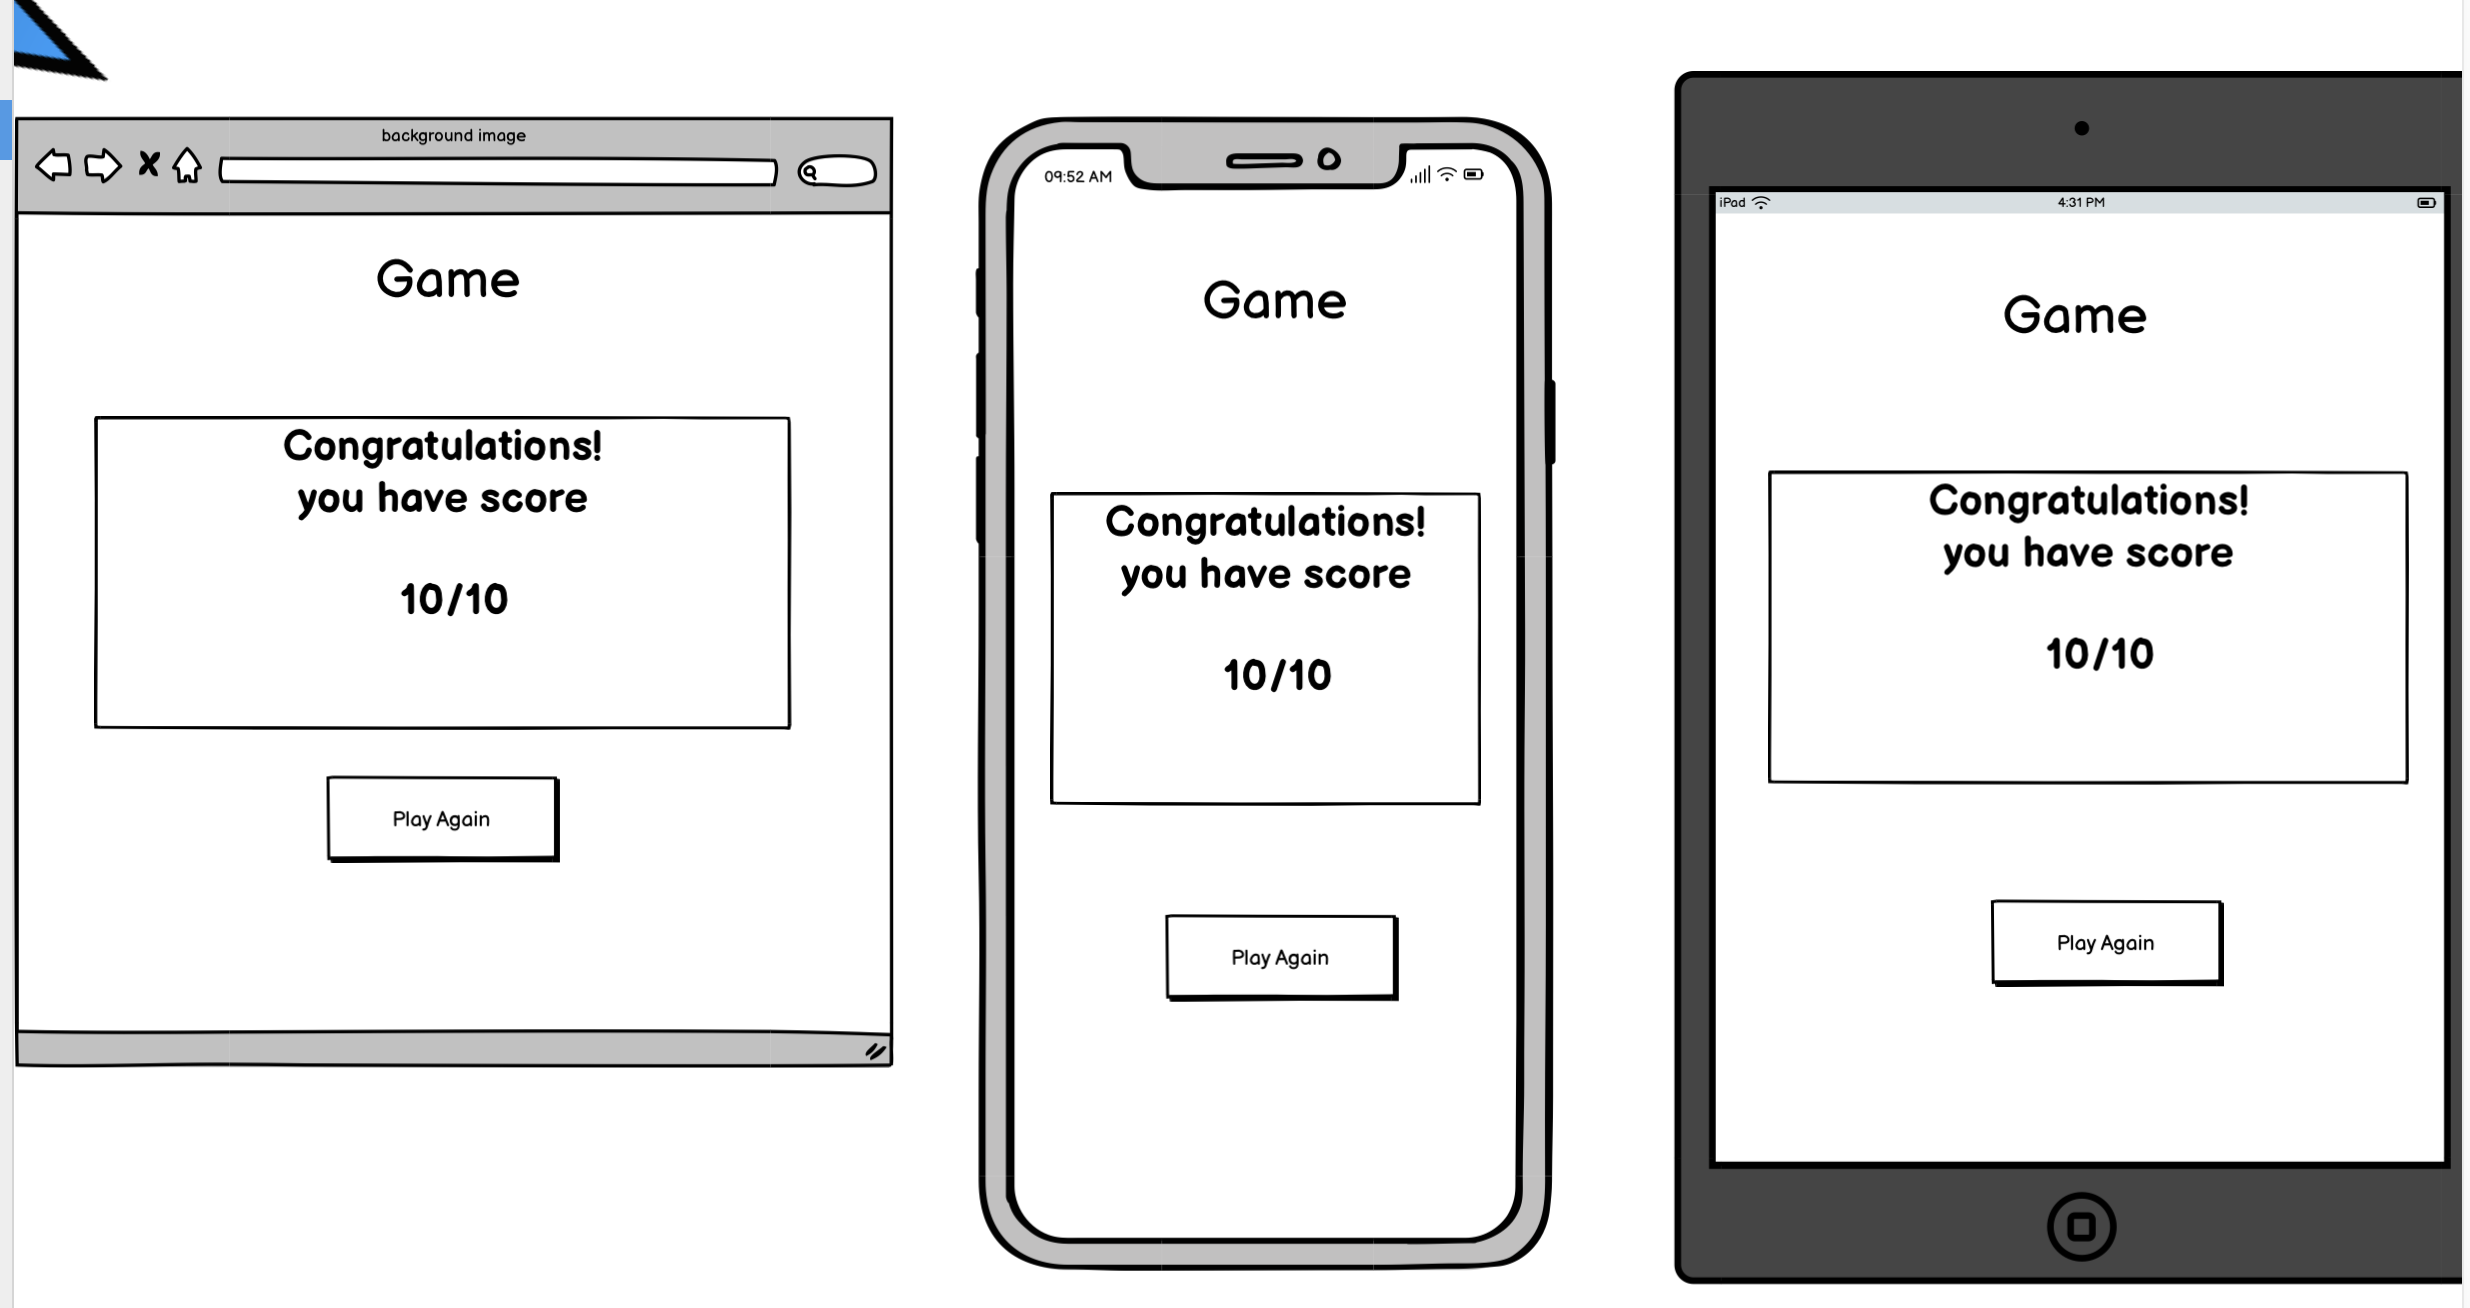 background image
Game
Congratulations!
you have score
10/10
Play Again
09:52 AM
Game
Congratulations!
you have score
10/10
Play Again
iPad
4:31 PM
Game
Congratulations!
you have score
10/10
Play Again